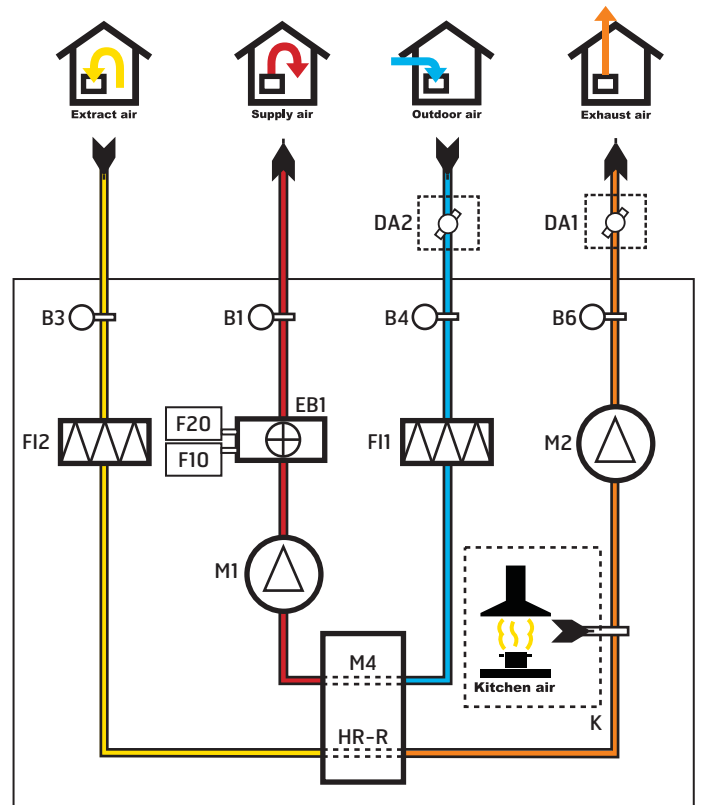 Extract air
Supply air
Outdoor air
Exhaust air
DA2
DA1
B3
B1
B4
B6
EB1
F20
F10
FI2
FI1
M2
M1
M4
Kitchen air
K
HR-R